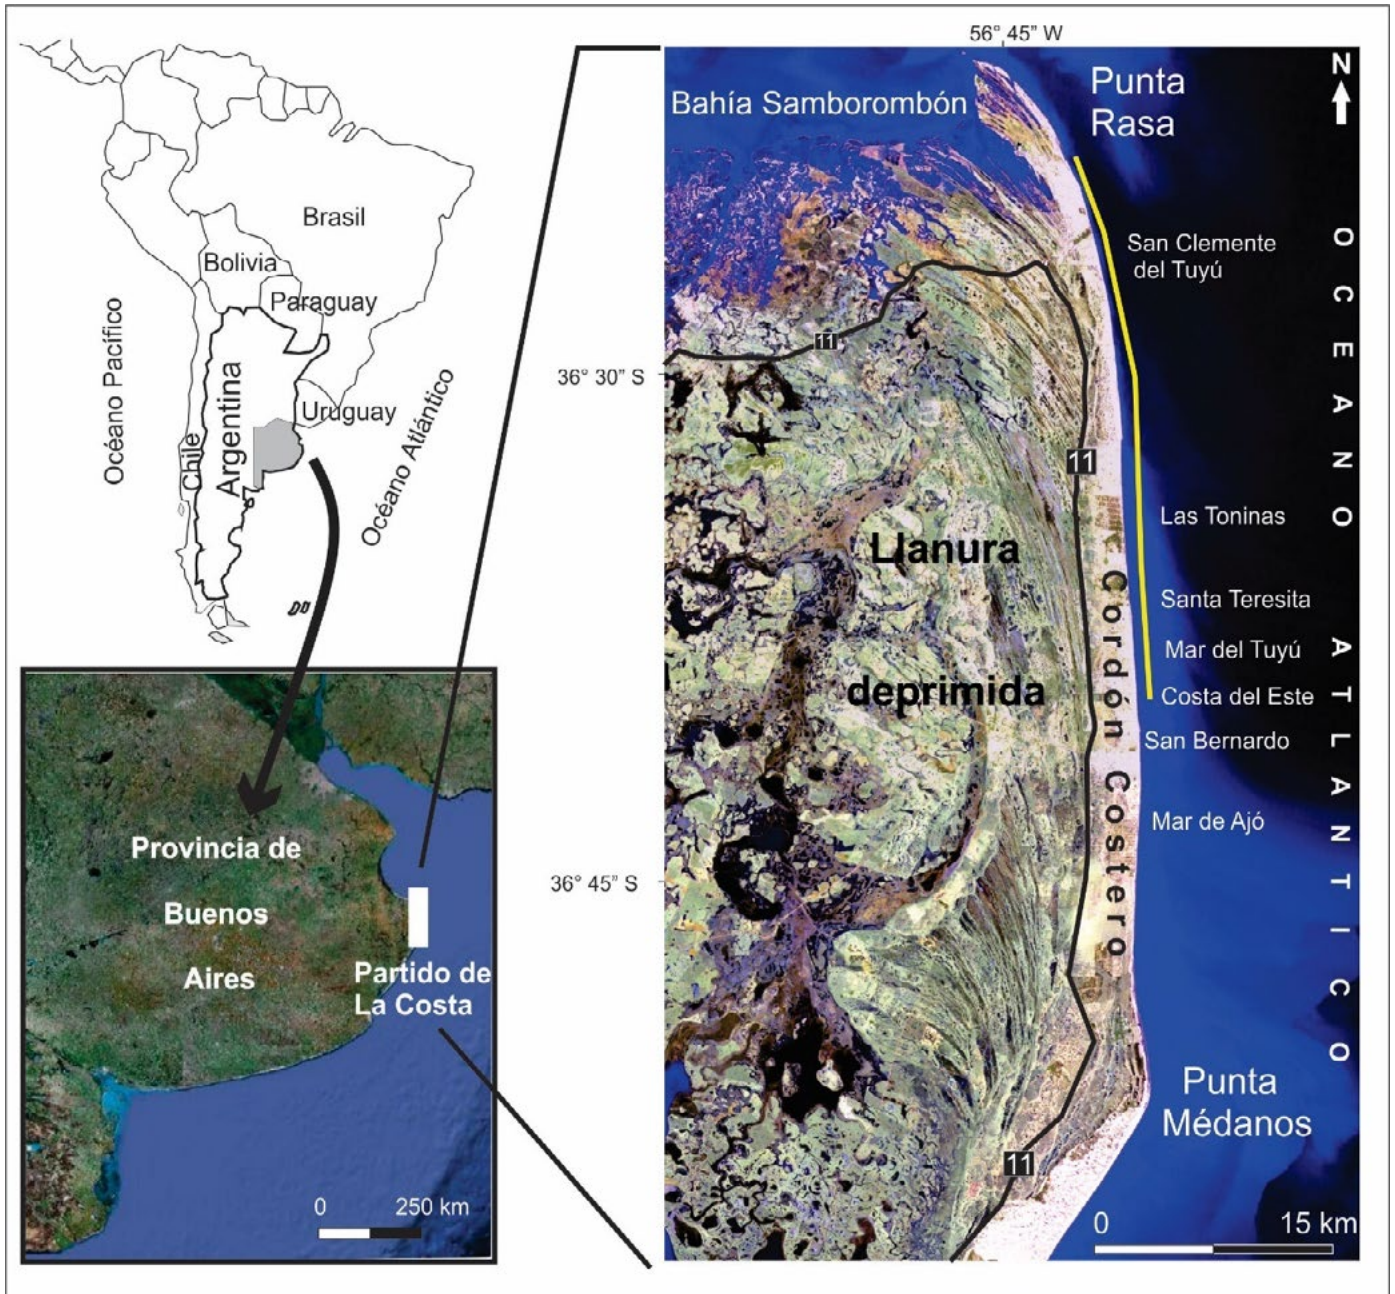 Brasil
Bolivia
Paraguay
Uruguay
Chile
Argentina
Océano Pacífico
Océano Atlántico
Provincia de
Buenos
Aires
Partido de
La Costa
0 250 km
56° 45” W
36° 30” S
36° 45” S
Bahía Samborombón
Punta
Rasa
N
San Clemente
del Tuyú
11
11
Las Toninas
Llanura
deprimida
Santa Teresita
Mar del Tuyú
Costa del Este
San Bernardo
Mar de Ajó
Cordón Costero
OCEANO ATLANTICO
Punta
Médanos
11
0 15 km